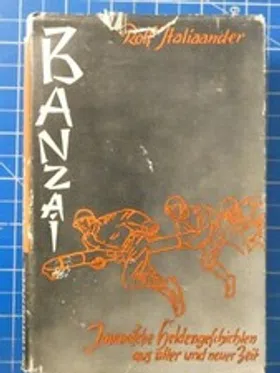 Rolf Italiaander
BANZAI
Japanische Heldengeschichten
aus alter und neuer Zeit